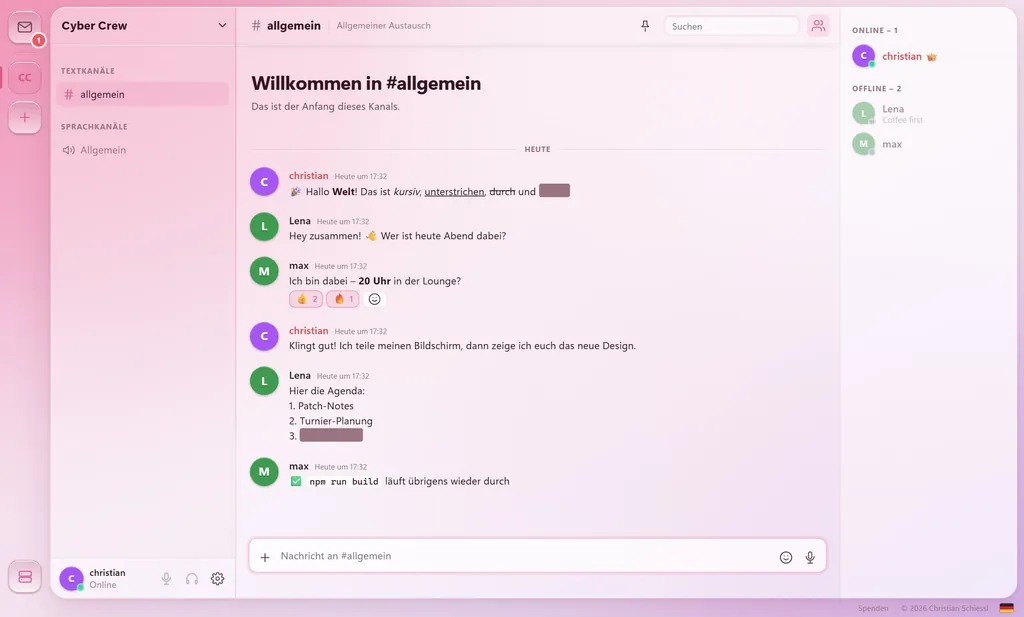 1
CC
Cyber Crew
TEXTKANÄLE
# allgemein
SPRACHKANÄLE
Allgemein
C
christian
Online
# allgemein
Allgemeiner Austausch
Suchen
Willkommen in #allgemein
Das ist der Anfang dieses Kanals.
HEUTE
C
christian Heute um 17:32
Hallo Welt! Das ist kursiv, unterstrichen, durch und
L
Lena Heute um 17:32
Hey zusammen! Wer ist heute Abend dabei?
M
max Heute um 17:32
Ich bin dabei – 20 Uhr in der Lounge?
2 1
C
christian Heute um 17:32
Klingt gut! Ich teile meinen Bildschirm, dann zeige ich euch das neue Design.
L
Lena Heute um 17:32
Hier die Agenda:
1. Patch-Notes
2. Turnier-Planung
3.
M
max Heute um 17:32
npm run build läuft übrigens wieder durch
Nachricht an #allgemein
ONLINE – 1
C
christian
OFFLINE – 2
L
Lena
Coffee first
M
max
Spenden © 2026 Christian Schiessl